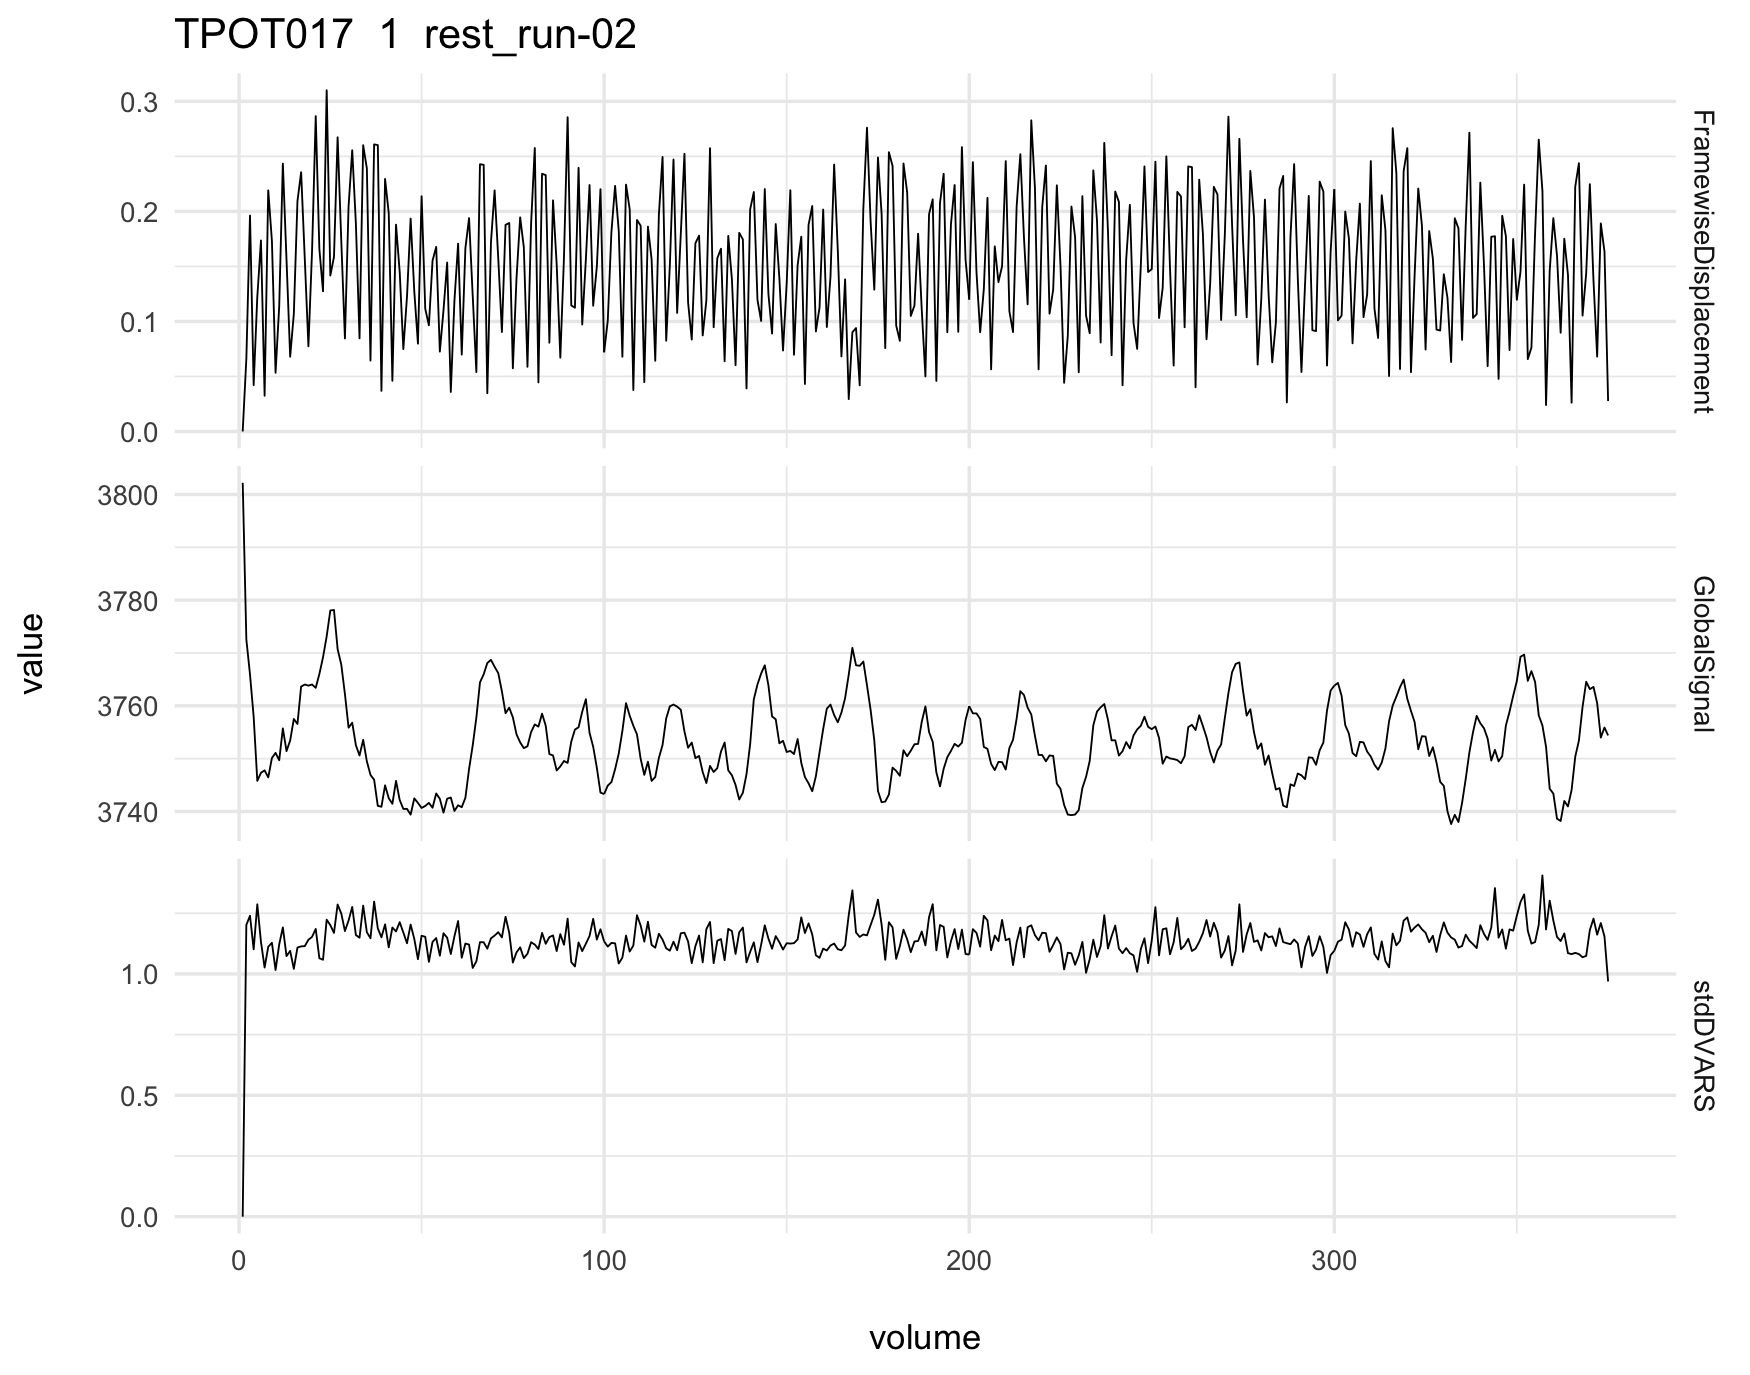 TPOT017 1 rest_run-02
0.3
0.2
0.1
0.0
FramewiseDisplacement
3800
3780
3760
3740
GlobalSignal
value
1.0
0.5
0.0
stdDVARS
0 100 200 300
volume